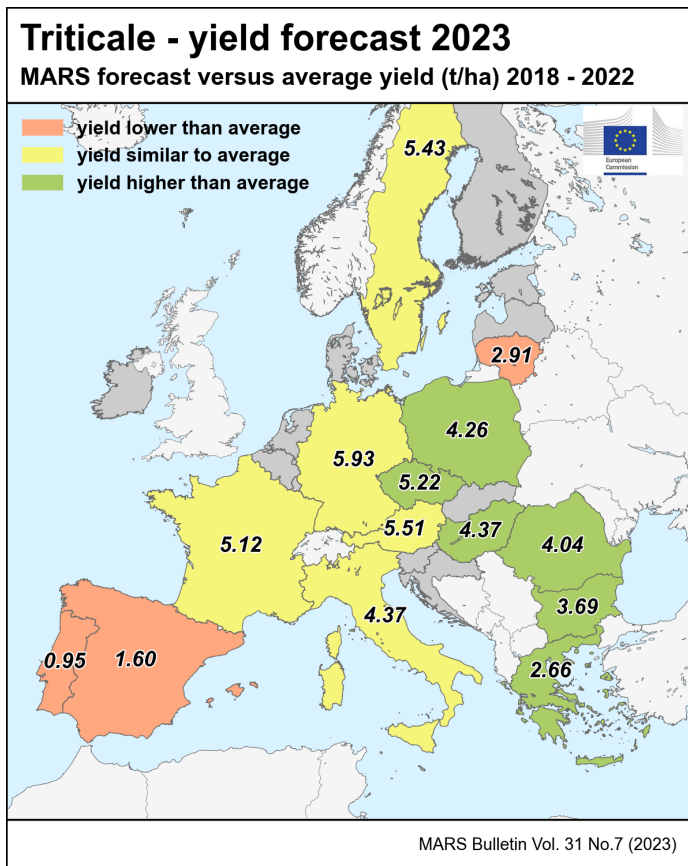 Triticale - yield forecast 2023
MARS forecast versus average yield (t/ha) 2018 - 2022
yield lower than average
yield similar to average
yield higher than average
European
Commission
5.43
2.91
4.26
5.93
5.22
5.51
4.37
4.04
5.12
4.37
3.69
2.66
0.95
1.60
MARS Bulletin Vol. 31 No.7 (2023)